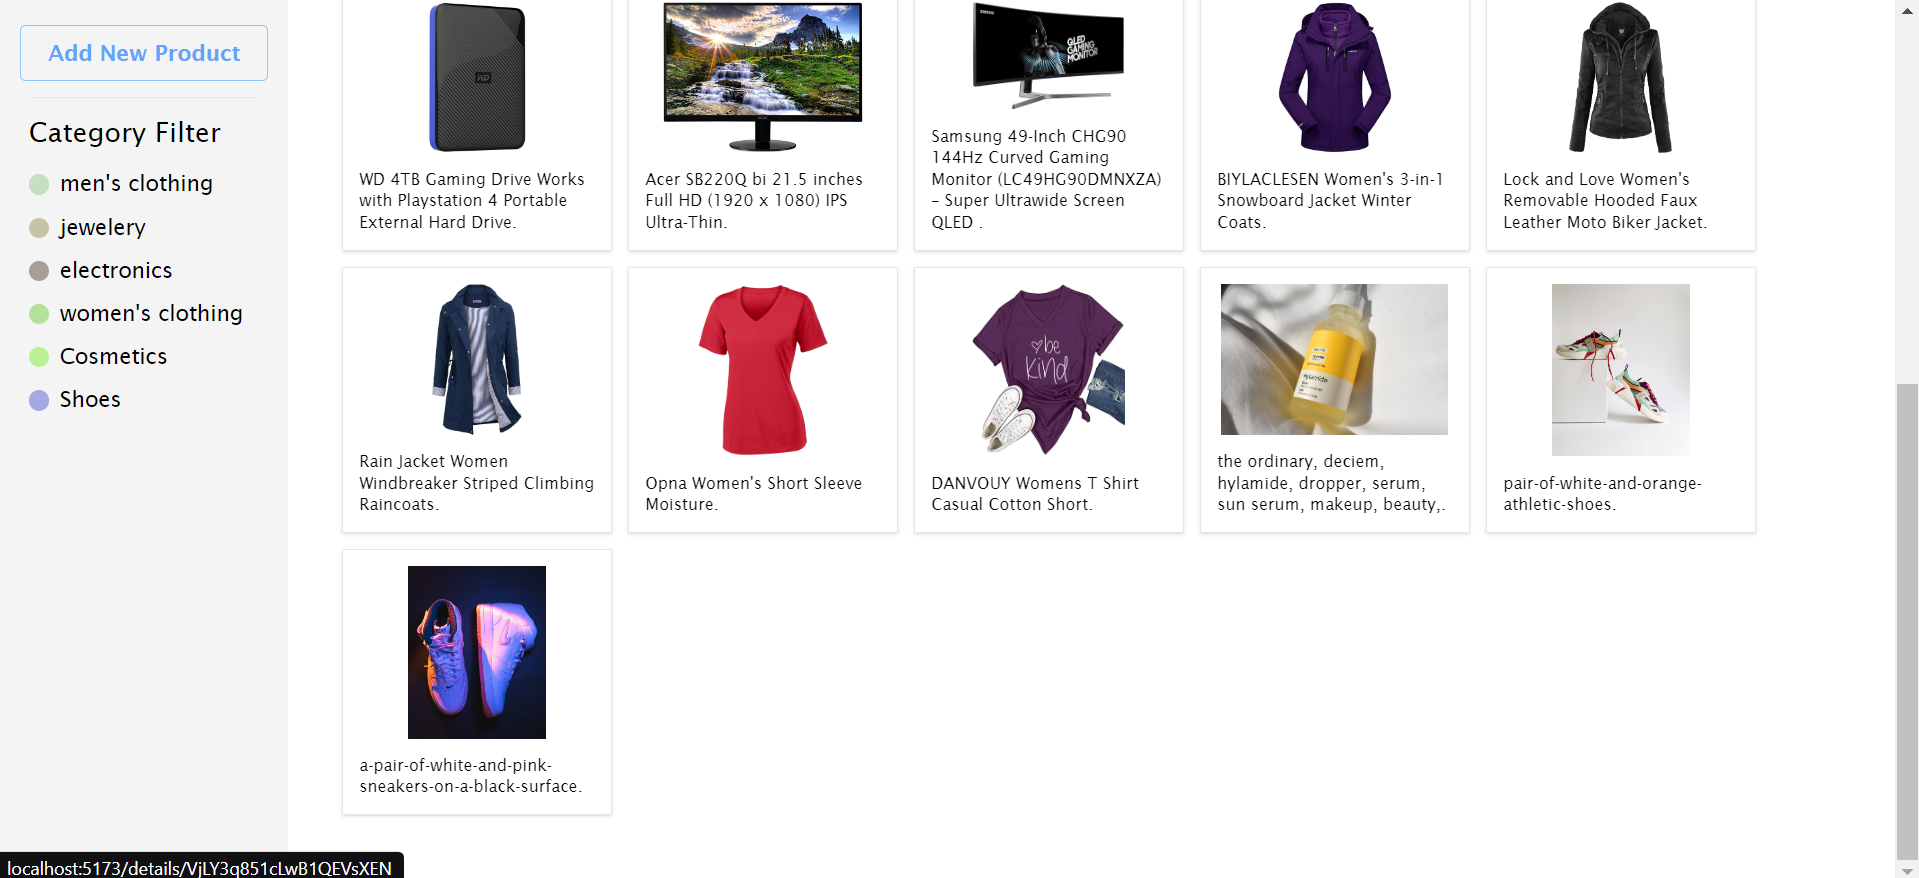 Add New Product
Category Filter
men's clothing
jewelery
electronics
women's clothing
Cosmetics
Shoes
WD
WD 4TB Gaming Drive Works
with Playstation 4 Portable
External Hard Drive.
acer
Acer SB220Q bi 21.5 inches
Full HD (1920 x 1080) IPS
Ultra-Thin.
SAMSUNG
QLED
GAMING
MONITOR
Samsung 49-Inch CHG90
144Hz Curved Gaming
Monitor (LC49HG90DMNXZA)
– Super Ultrawide Screen
QLED .
BIYLACLESEN Women's 3-in-1
Snowboard Jacket Winter
Coats.
Lock and Love Women's
Removable Hooded Faux
Leather Moto Biker Jacket.
Rain Jacket Women
Windbreaker Striped Climbing
Raincoats.
Opna Women's Short Sleeve
Moisture.
be
kind
DANVOUY Womens T Shirt
Casual Cotton Short.
hylamide
the ordinary, deciem,
hylamide, dropper, serum,
sun serum, makeup, beauty,.
pair-of-white-and-orange-
athletic-shoes.
a-pair-of-white-and-pink-
sneakers-on-a-black-surface.
localhost:5173/details/VjLY3q851cLwB1QEVsXEN